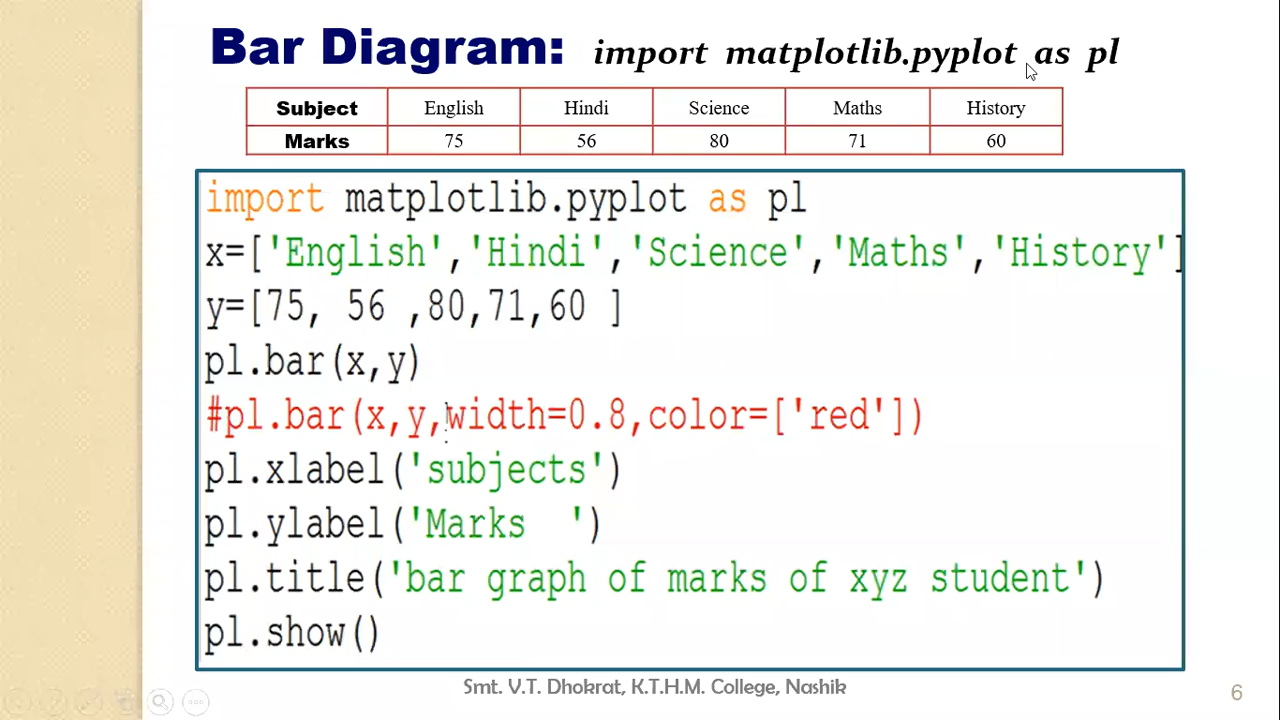 Bar Diagram: import matplotlib.pyplot as pl
Subject English Hindi Science Maths History
Marks 75 56 80 71 60
import matplotlib.pyplot as pl
x=['English','Hindi','Science','Maths','History']
y=[75, 56 ,80,71,60 ]
pl.bar(x,y)
#pl.bar(x,y,width=0.8,color=['red'])
pl.xlabel('subjects')
pl.ylabel('Marks  ')
pl.title('bar graph of marks of xyz student')
pl.show()
Smt. V.T. Dhokrat, K.T.H.M. College, Nashik
6